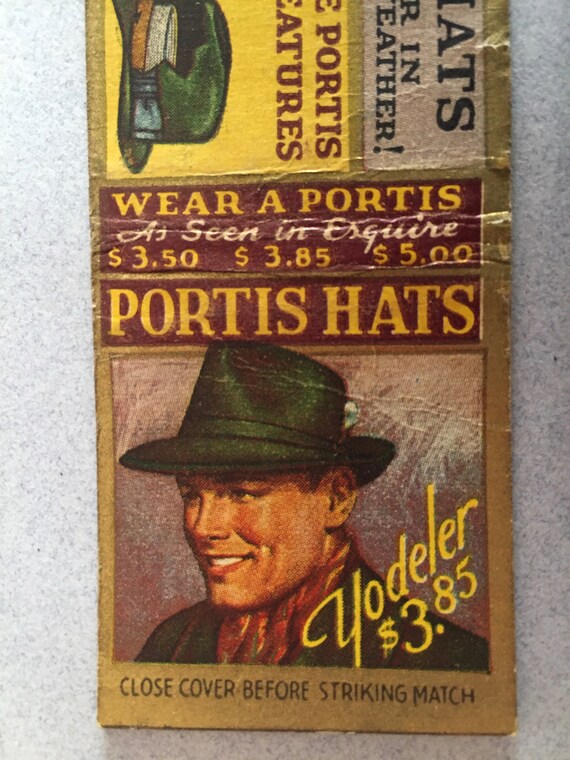 E PORTIS
EATURES
HATS
R IN
EATHER!
WEAR A PORTIS
As Seen in Esquire
$3.50 $3.85 $5.00
PORTIS HATS
Yodeler
$3.85
CLOSE COVER BEFORE STRIKING MATCH